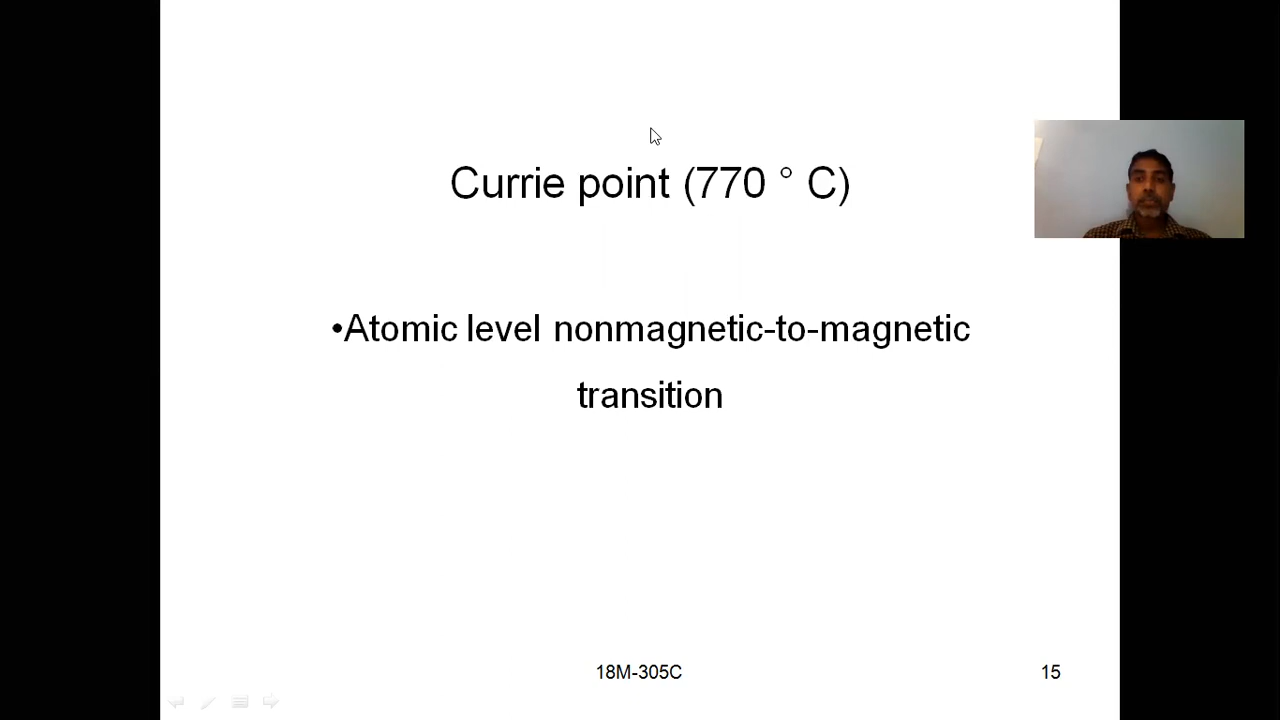 Currie point (770 ° C)
•Atomic level nonmagnetic-to-magnetic
transition
18M-305C
15